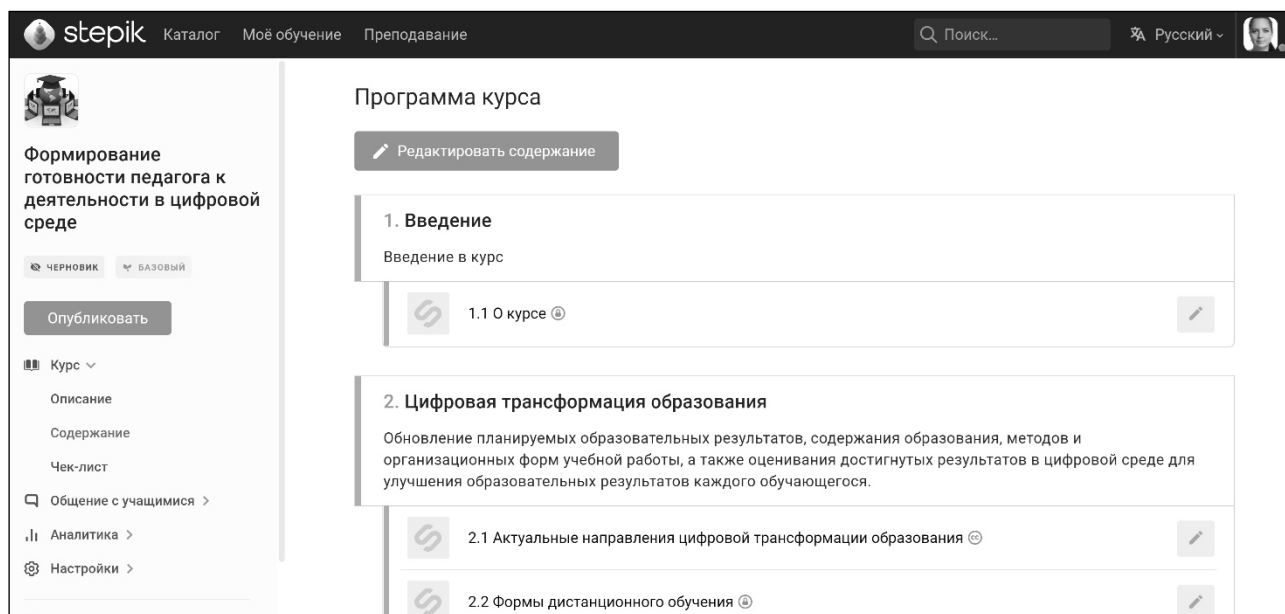 stepik Каталог Моё обучение Преподавание Поиск... Русский
Формирование
готовности педагога к
деятельности в цифровой
среде
ЧЕРНОВИК БАЗОВЫЙ
Опубликовать
Курс
Описание
Содержание
Чек-лист
Общение с учащимися
Аналитика
Настройки
Программа курса
Редактировать содержание
1. Введение
Введение в курс
1.1 О курсе
2. Цифровая трансформация образования
Обновление планируемых образовательных результатов, содержания образования, методов и
организационных форм учебной работы, а также оценивания достигнутых результатов в цифровой среде для
улучшения образовательных результатов каждого обучающегося.
2.1 Актуальные направления цифровой трансформации образования
2.2 Формы дистанционного обучения